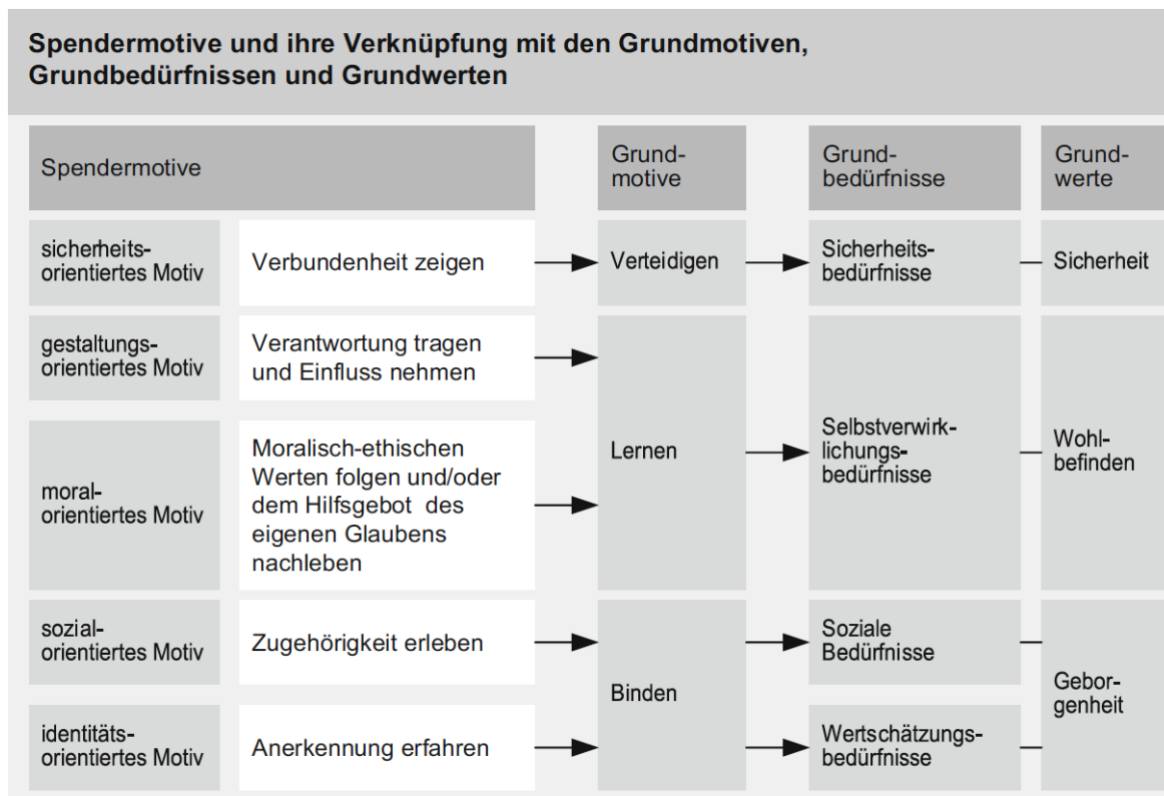 Spendermotive und ihre Verknüpfung mit den Grundmotiven,
Grundbedürfnissen und Grundwerten
Spendermotive
Grund-
motive
Grund-
bedürfnisse
Grund-
werte
sicherheits-
orientiertes Motiv
Verbundenheit zeigen
Verteidigen
Sicherheits-
bedürfnisse
Sicherheit
gestaltungs-
orientiertes Motiv
Verantwortung tragen
und Einfluss nehmen
moral-
orientiertes Motiv
Moralisch-ethischen
Werten folgen und/oder
dem Hilfsgebot des
eigenen Glaubens
nachleben
Lernen
Selbstverwirk-
lichungs-
bedürfnisse
Wohl-
befinden
sozial-
orientiertes Motiv
Zugehörigkeit erleben
Binden
Soziale
Bedürfnisse
Gebor-
genheit
identitäts-
orientiertes Motiv
Anerkennung erfahren
Wertschätzungs-
bedürfnisse